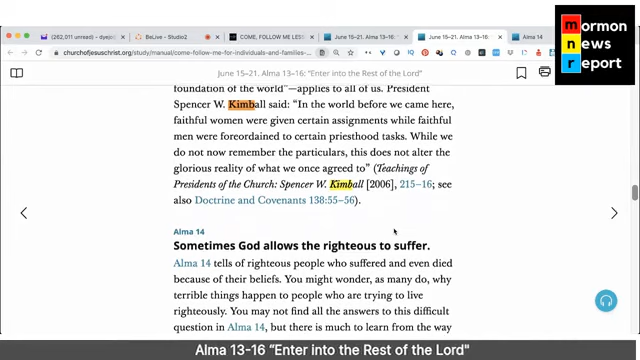 (262,011 unread) - dyejo@
BeLive - Studio2
COME, FOLLOW ME LESS
June 15–21. Alma 13–16: "
June 15–21. Alma 13–16: "
Alma 14
churchofjesuschrist.org/study/manual/come-follow-me-for-individuals-and-families-...
mormon
news
report
m
n
r
June 15–21. Alma 13–16: “Enter into the Rest of the Lord”
foundation of the world”—applies to all of us. President
Spencer W. Kimball said: “In the world before we came here,
faithful women were given certain assignments while faithful
men were foreordained to certain priesthood tasks. While we
do not now remember the particulars, this does not alter the
glorious reality of what we once agreed to” (Teachings of
Presidents of the Church: Spencer W. Kimball [2006], 215–16; see
also Doctrine and Covenants 138:55–56).
Alma 14
Sometimes God allows the righteous to suffer.
Alma 14 tells of righteous people who suffered and even died
because of their beliefs. You might wonder, as many do, why
terrible things happen to people who are trying to live
righteously. You may not find all the answers to this difficult
question in Alma 14, but there is much to learn from the way
Alma 13-16 “Enter into the Rest of the Lord"